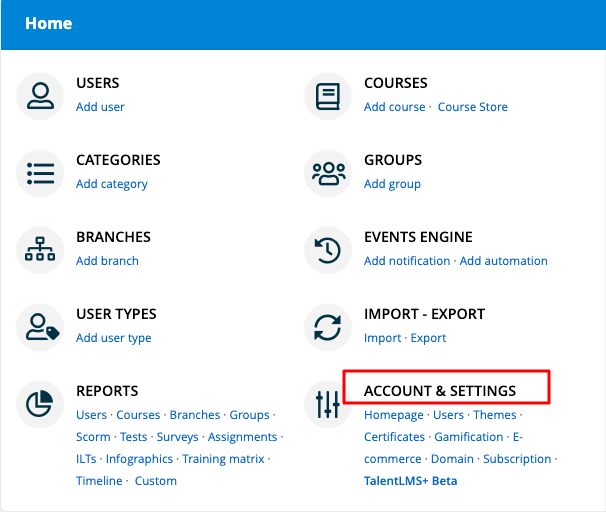 Home
USERS
Add user
COURSES
Add course · Course Store
CATEGORIES
Add category
GROUPS
Add group
BRANCHES
Add branch
EVENTS ENGINE
Add notification · Add automation
USER TYPES
Add user type
IMPORT - EXPORT
Import · Export
REPORTS
Users · Courses · Branches · Groups ·
Scorm · Tests · Surveys · Assignments ·
ILTs · Infographics · Training matrix ·
Timeline · Custom
ACCOUNT & SETTINGS
Homepage · Users · Themes ·
Certificates · Gamification · E-
commerce · Domain · Subscription ·
TalentLMS+ Beta